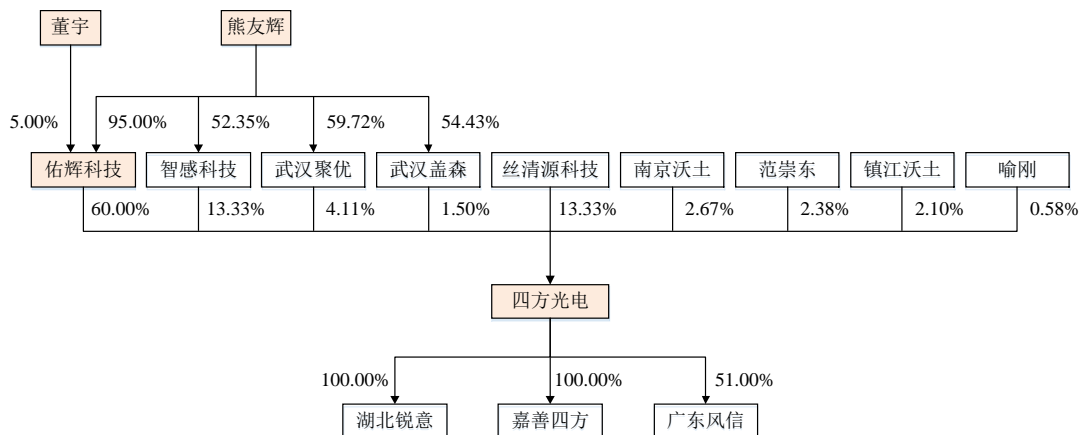 董宇 熊友辉
5.00% 95.00% 52.35% 59.72% 54.43%
佑辉科技 智感科技 武汉聚优 武汉盖森 丝清源科技 南京沃土 范崇东 镇江沃土 喻刚
60.00% 13.33% 4.11% 1.50% 13.33% 2.67% 2.38% 2.10% 0.58%
四方光电
100.00% 100.00% 51.00%
湖北锐意 嘉善四方 广东风信